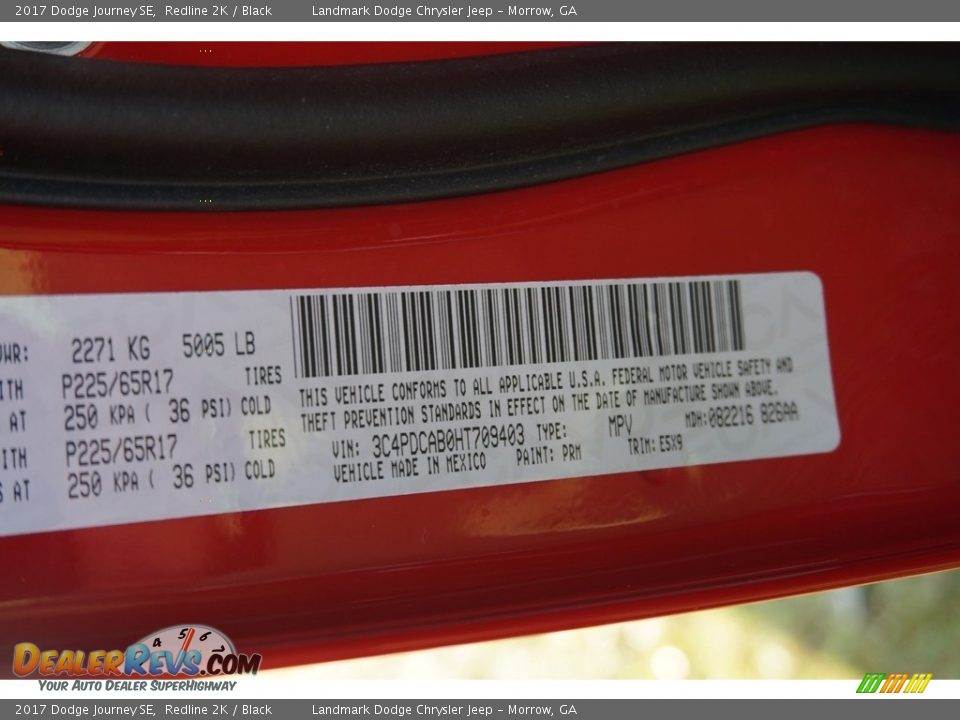 2017 Dodge Journey SE, Redline 2K / Black Landmark Dodge Chrysler Jeep – Morrow, GA
2271 KG 5005 LB
P225/65R17 TIRES
AT 250 KPA ( 36 PSI) COLD
P225/65R17 TIRES
AT 250 KPA ( 36 PSI) COLD
THIS VEHICLE CONFORMS TO ALL APPLICABLE U.S.A. FEDERAL MOTOR VEHICLE SAFETY AND
THEFT PREVENTION STANDARDS IN EFFECT ON THE DATE OF MANUFACTURE SHOWN ABOVE.
VIN: 3C4PDCAB0HT709403 TYPE: MPV MDH: 082216 826AA
VEHICLE MADE IN MEXICO PAINT: PRM TRIM: E5X9
4 5 6
DEALERREVS.COM
YOUR AUTO DEALER SUPERHIGHWAY
2017 Dodge Journey SE, Redline 2K / Black Landmark Dodge Chrysler Jeep – Morrow, GA